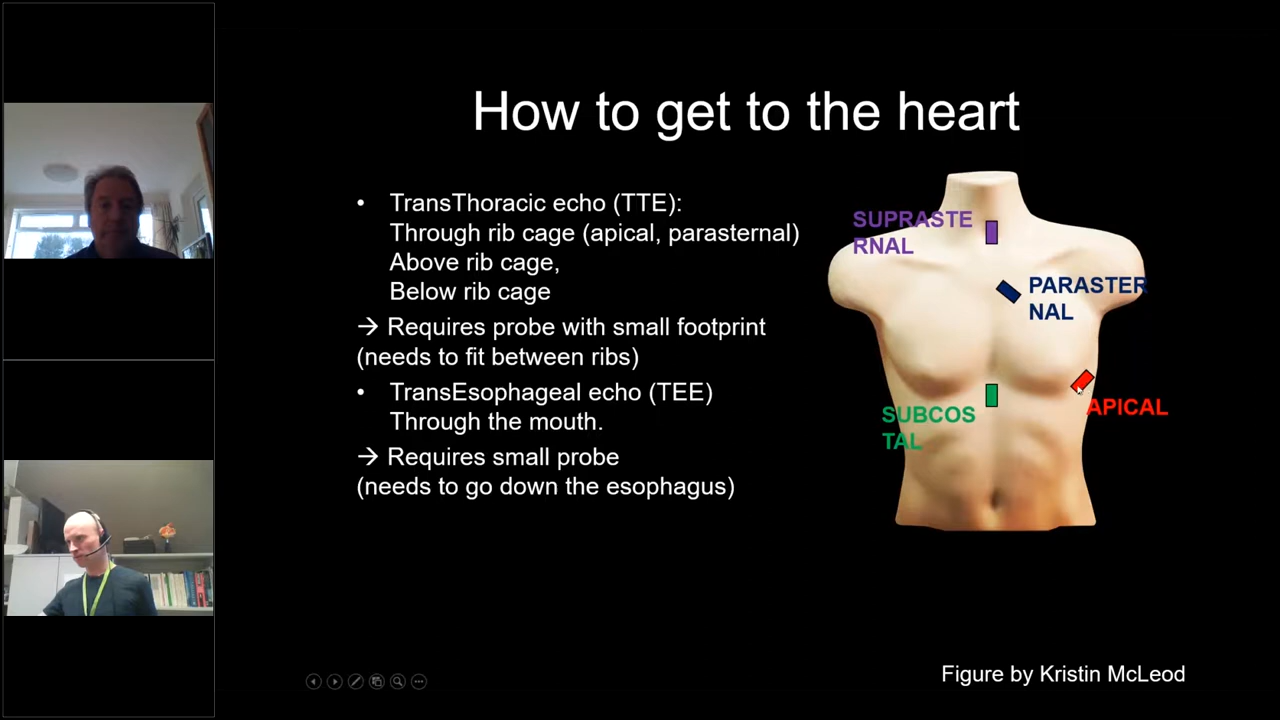 How to get to the heart
• TransThoracic echo (TTE):
Through rib cage (apical, parasternal)
Above rib cage,
Below rib cage
→ Requires probe with small footprint
(needs to fit between ribs)
• TransEsophageal echo (TEE)
Through the mouth.
→ Requires small probe
(needs to go down the esophagus)
SUPRASTE
RNAL
PARASTER
NAL
APICAL
SUBCOS
TAL
Figure by Kristin McLeod